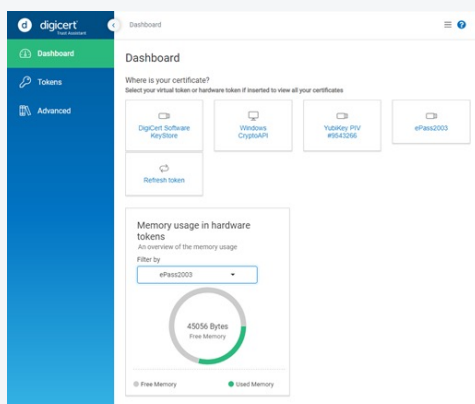 digicert
Trust Assistant
Dashboard
Dashboard
Tokens
Advanced
Dashboard
Where is your certificate?
Select your virtual token or hardware token if inserted to view all your certificates
DigiCert Software
KeyStore
Windows
CryptoAPI
YubiKey PIV
#9543266
ePass2003
Refresh token
Memory usage in hardware
tokens
An overview of the memory usage
Filter by
ePass2003
45056 Bytes
Free Memory
Free Memory
Used Memory